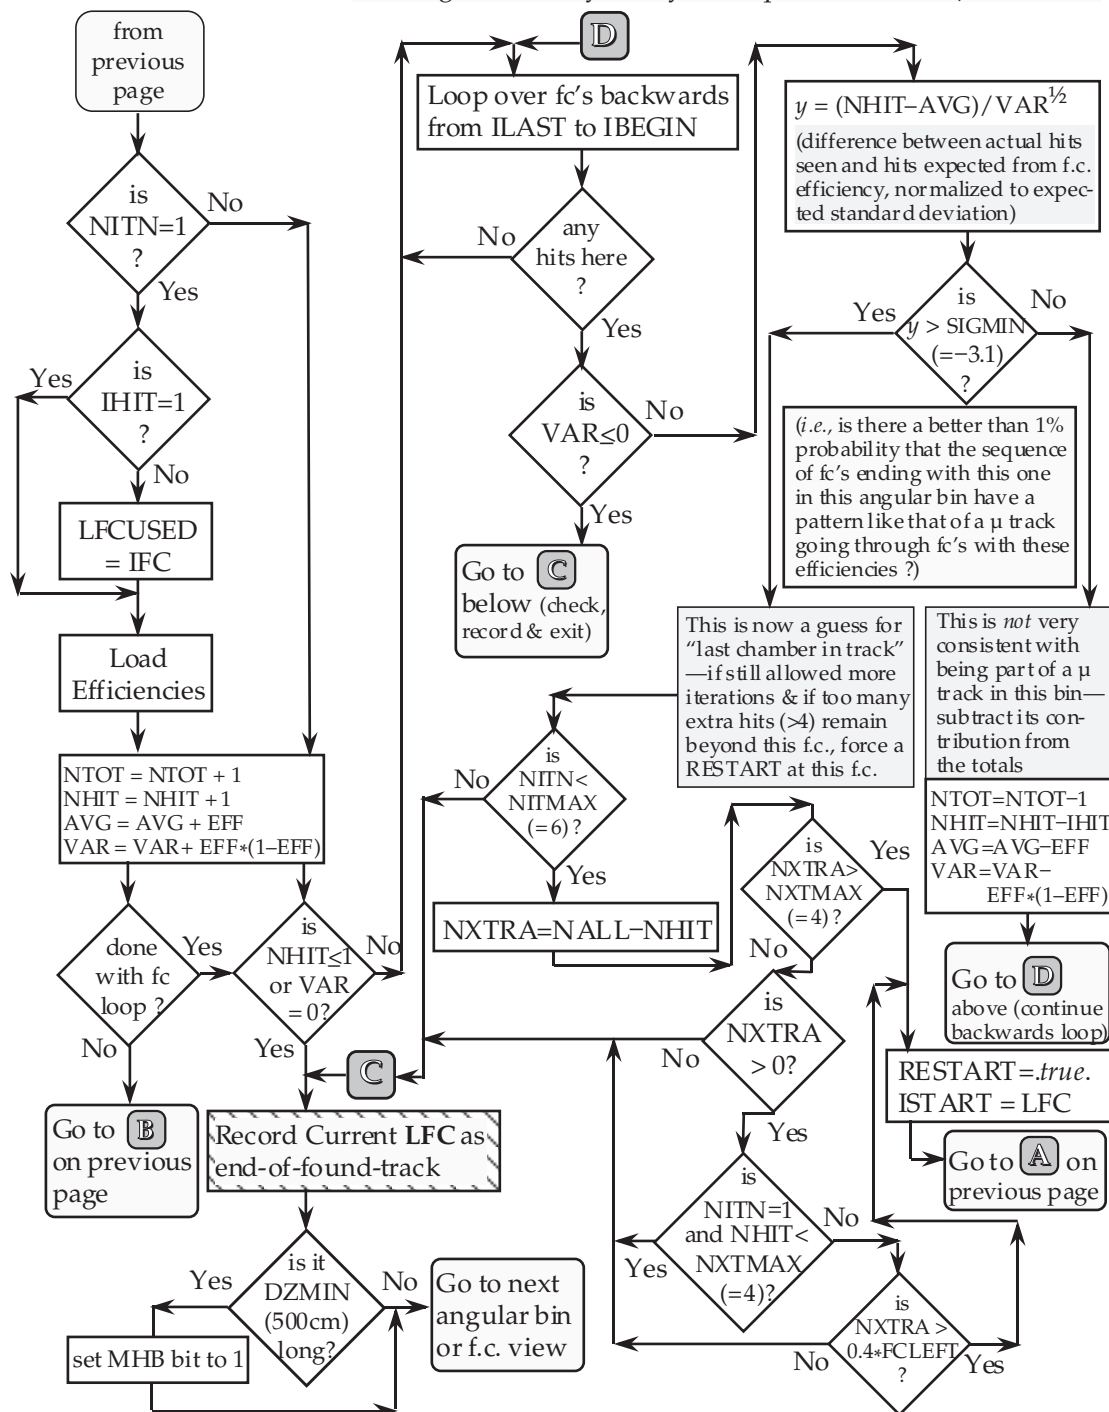 from
previous
page
is
NITN=1
?
No
Yes
is
IHIT=1
?
Yes
No
LFCUSED
= IFC
Load
Efficiencies
NTOT = NTOT + 1
NHIT = NHIT + 1
AVG = AVG + EFF
VAR = VAR + EFF*(1–EFF)
done
with fc
loop ?
Yes
No
is
NHIT≤1
or VAR
= 0?
No
Yes
Go to B
on previous
page
C
Record Current LFC as
end-of-found-track
is it
DZMIN
(500cm)
long?
Yes
No
set MHB bit to 1
Go to next
angular bin
or f.c. view
D
Loop over fc's backwards
from ILAST to IBEGIN
any
hits here
?
No
Yes
is
VAR≤0
?
No
Yes
Go to C
below (check,
record & exit)
y = (NHIT–AVG)/VAR½
(difference between actual hits
seen and hits expected from f.c.
efficiency, normalized to expec-
ted standard deviation)
is
y > SIGMIN
(=–3.1)
?
Yes
No
(i.e., is there a better than 1%
probability that the sequence
of fc's ending with this one
in this angular bin have a
pattern like that of a μ track
going through fc's with these
efficiencies ?)
This is now a guess for
“last chamber in track”
—if still allowed more
iterations & if too many
extra hits (>4) remain
beyond this f.c., force a
RESTART at this f.c.
This is not very
consistent with
being part of a μ
track in this bin—
subtract its con-
tribution from
the totals
NTOT=NTOT–1
NHIT=NHIT–IHIT
AVG=AVG–EFF
VAR=VAR–
EFF*(1–EFF)
Go to D
above (continue
backwards loop)
is
NITN<
NITMAX
(=6)?
No
Yes
NXTRA=NALL–NHIT
is
NXTRA>
NXTMAX
(=4)?
Yes
No
is
NXTRA
> 0?
No
Yes
RESTART=.true.
ISTART = LFC
Go to A on
previous page
is
NITN=1
and NHIT<
NXTMAX
(=4)?
Yes
No
is
NXTRA >
0.4*FCLEFT
?
No
Yes